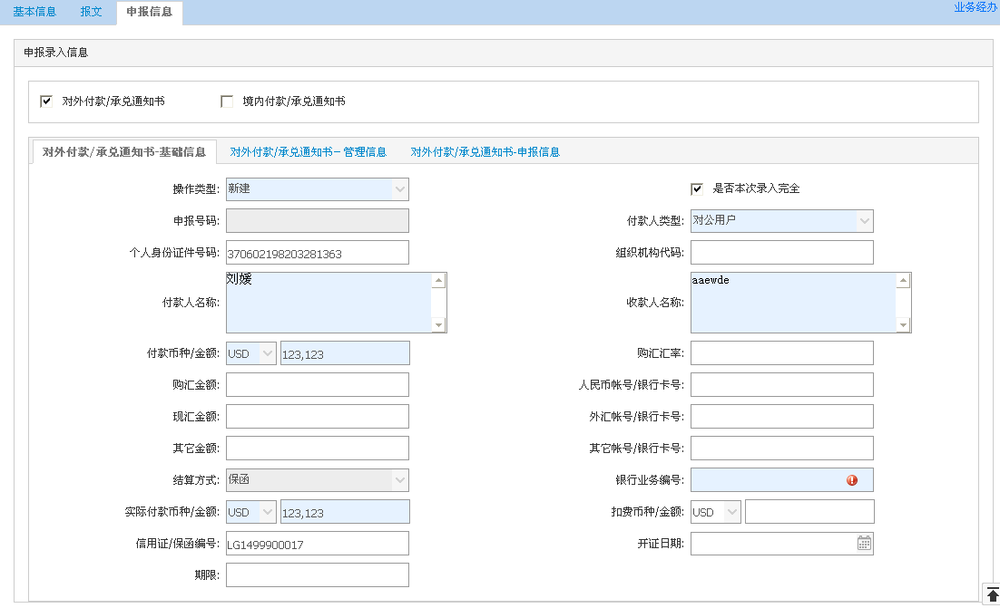 基本信息 报文 申报信息 业务经办
申报录入信息
对外付款/承兑通知书 境内付款/承兑通知书
对外付款/承兑通知书-基础信息 对外付款/承兑通知书－管理信息 对外付款/承兑通知书-申报信息
操作类型: 新建 是否本次录入完全
申报号码: 付款人类型: 对公用户
个人身份证件号码: 370602198203281363 组织机构代码:
付款人名称: 刘媛 收款人名称: aaewde
付款币种/金额: USD 123,123 购汇汇率:
购汇金额: 人民币帐号/银行卡号:
现汇金额: 外汇帐号/银行卡号:
其它金额: 其它帐号/银行卡号:
结算方式: 保函 银行业务编号:
实际付款币种/金额: USD 123,123 扣费币种/金额: USD
信用证/保函编号: LG1499900017 开证日期:
期限: